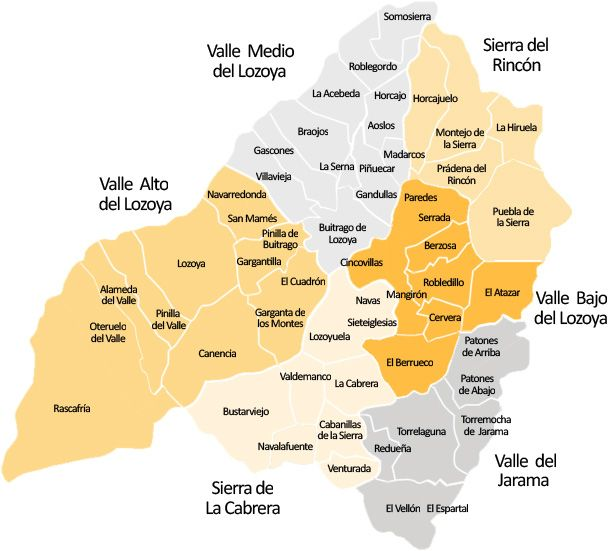 Somosierra
Valle Medio
del Lozoya
Sierra del
Rincón
Roblegordo
La Acebeda
Horcajo
Horcajuelo
Braojos
Aoslos
Montejo de
la Sierra
La Hiruela
Gascones
Madarcos
La Serna
Piñuecar
Villavieja
Prádena del
Rincón
Valle Alto
del Lozoya
Navarredonda
Gandullas
Paredes
San Mamés
Serrada
Puebla de
la Sierra
Buitrago de
Lozoya
Pinilla de
Buitrago
Berzosa
Lozoya
Gargantilla
Cincovillas
El Cuadrón
Robledillo
Alameda
del Valle
Mangirón
El Atazar
Valle Bajo
del Lozoya
Navas
Pinilla
del Valle
Garganta de
los Montes
Sieteiglesias
Cervera
Oteruelo
del Valle
Lozoyuela
Patones
de Arriba
Canencia
El Berrueco
Valdemanco
La Cabrera
Patones
de Abajo
Rascafría
Bustarviejo
Cabanillas
de la Sierra
Torrelaguna
Torremocha
de Jarama
Navalafuente
Redueña
Venturada
Valle del
Jarama
Sierra de
La Cabrera
El Vellón
El Espartal